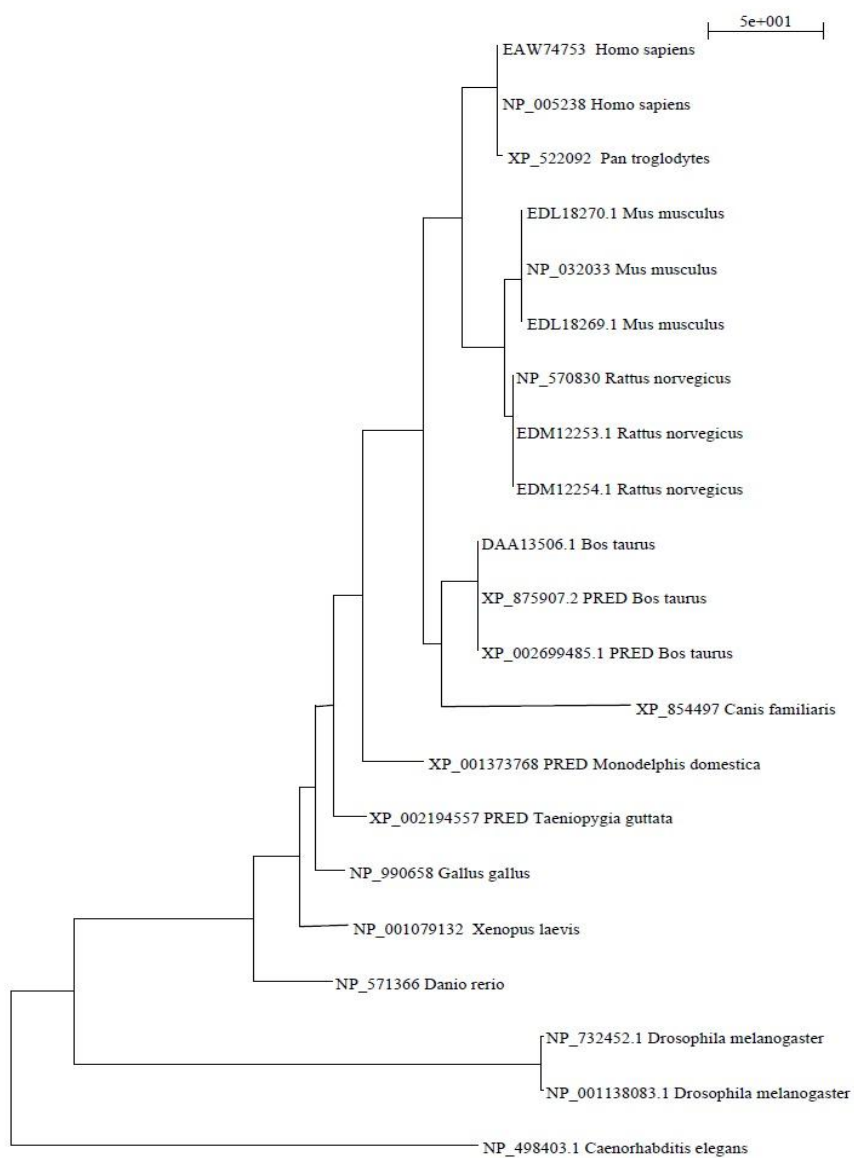 5e+001
EAW74753 Homo sapiens
NP_005238 Homo sapiens
XP_522092 Pan troglodytes
EDL18270.1 Mus musculus
NP_032033 Mus musculus
EDL18269.1 Mus musculus
NP_570830 Rattus norvegicus
EDM12253.1 Rattus norvegicus
EDM12254.1 Rattus norvegicus
DAA13506.1 Bos taurus
XP_875907.2 PRED Bos taurus
XP_002699485.1 PRED Bos taurus
XP_854497 Canis familiaris
XP_001373768 PRED Monodelphis domestica
XP_002194557 PRED Taeniopygia guttata
NP_990658 Gallus gallus
NP_001079132 Xenopus laevis
NP_571366 Danio rerio
NP_732452.1 Drosophila melanogaster
NP_001138083.1 Drosophila melanogaster
NP_498403.1 Caenorhabditis elegans